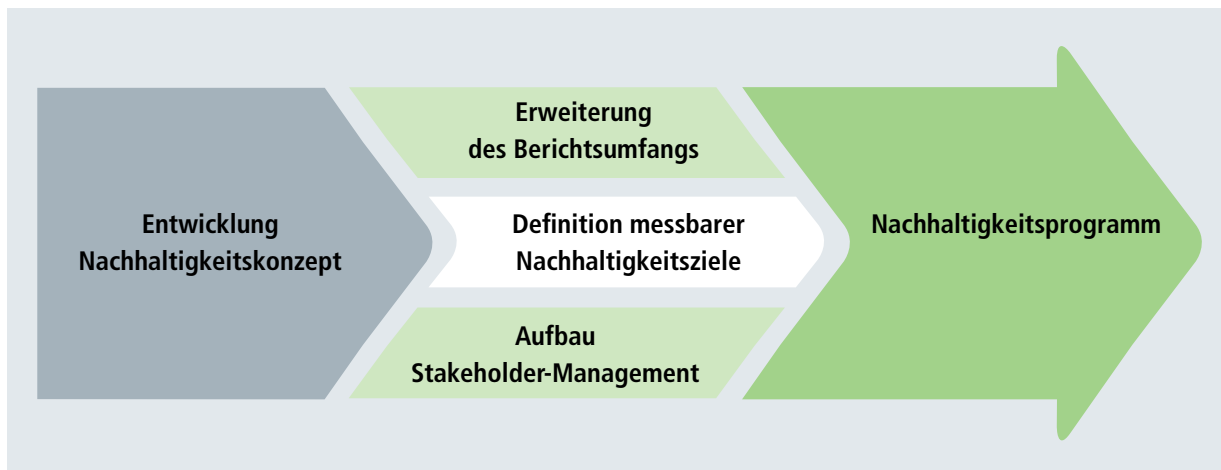 Entwicklung
Nachhaltigkeitskonzept
Erweiterung
des Berichtsumfangs
Definition messbarer
Nachhaltigkeitsziele
Aufbau
Stakeholder-Management
Nachhaltigkeitsprogramm